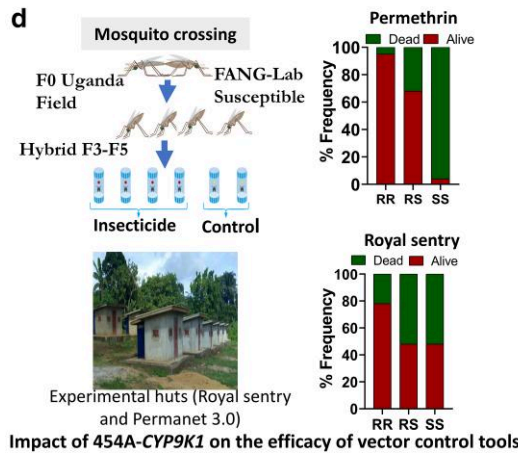 d
Mosquito crossing
F0 Uganda
Field
FANG-Lab
Susceptible
Hybrid F3-F5
Insecticide
Control
Experimental huts (Royal sentry
and Permanet 3.0)
Permethrin
Dead Alive
% Frequency
100
80
60
40
20
0
RR RS SS
Royal sentry
Dead Alive
% Frequency
100
80
60
40
20
0
RR RS SS
Impact of 454A-CYP9K1 on the efficacy of vector control tools